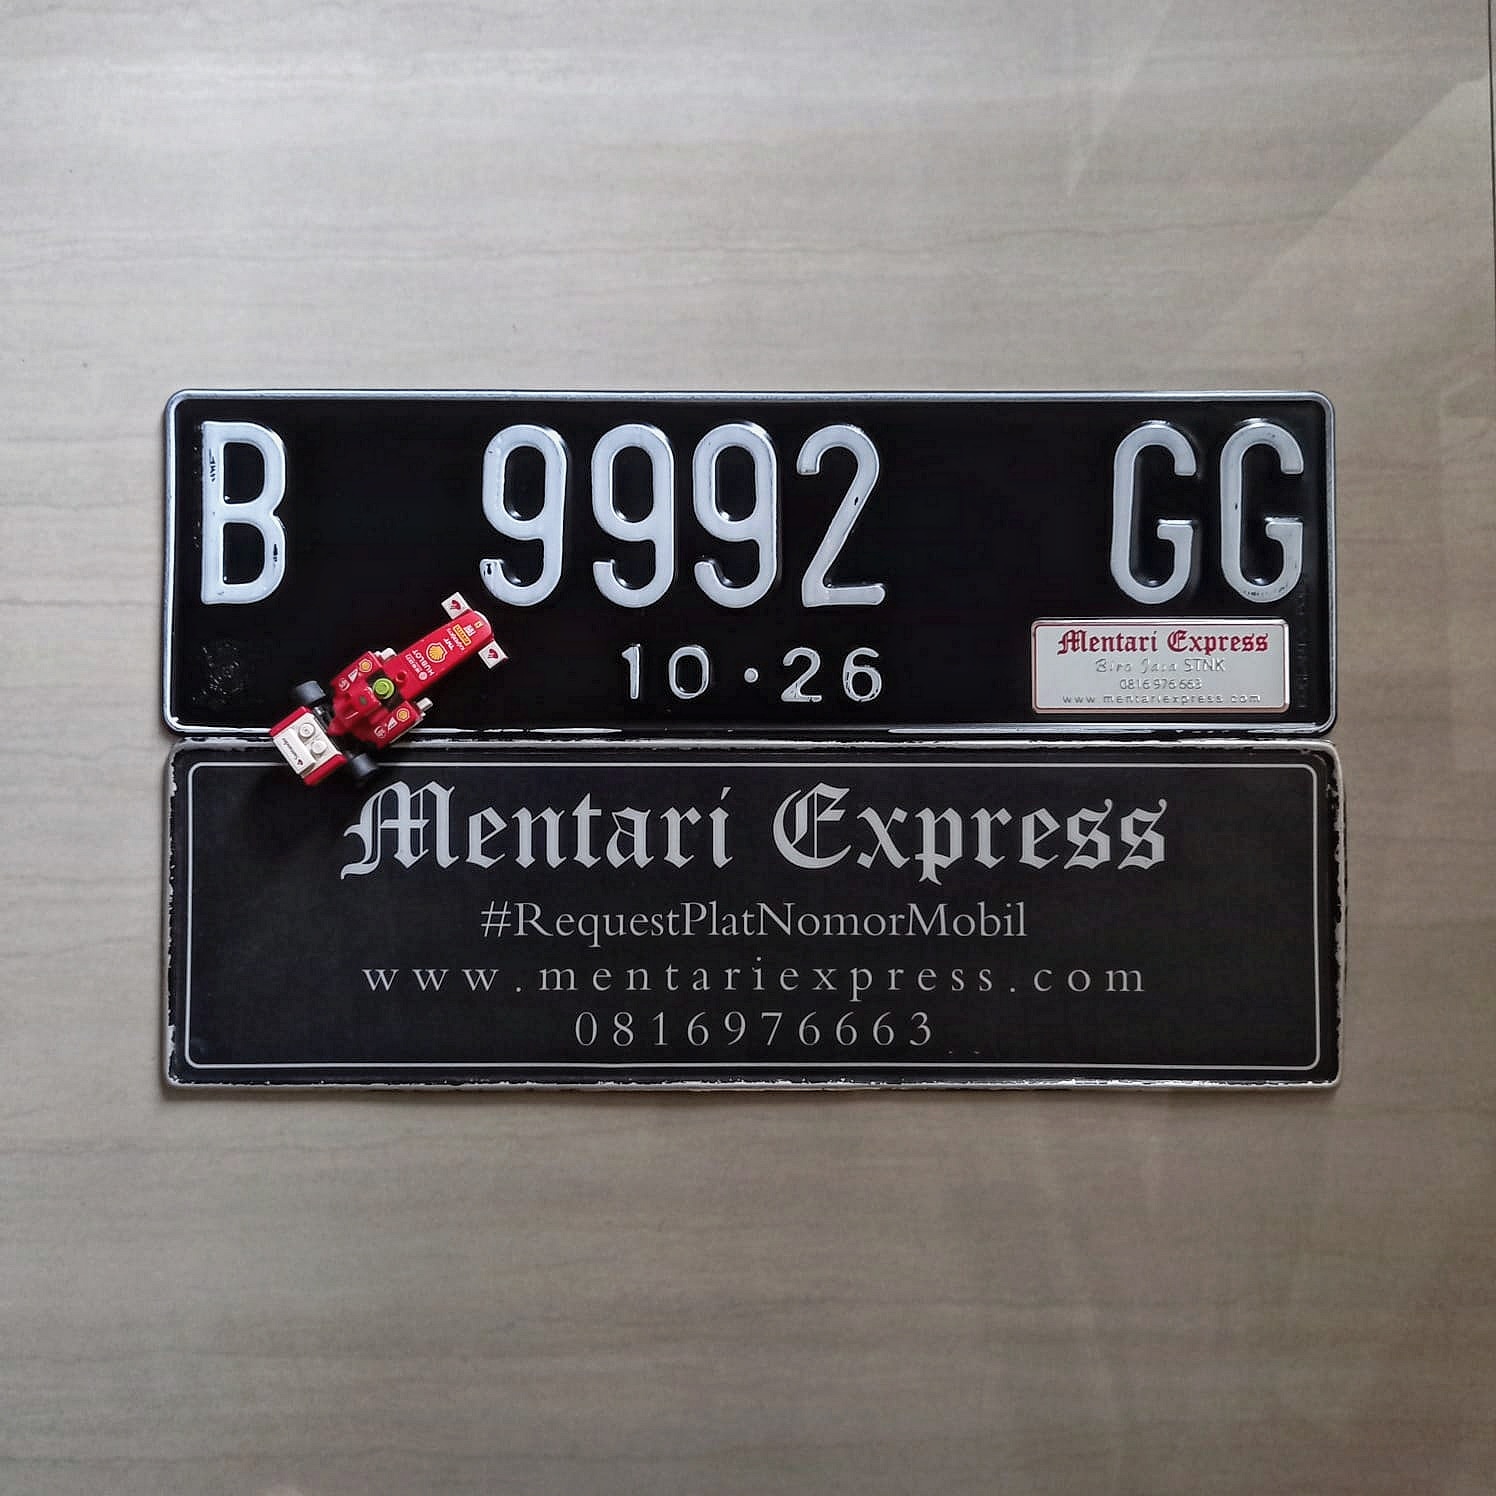 B 9992 GG
10·26
Mentari Express
Biro Jasa STNK
0816 976 663
www mentariexpress com
HUBLOT
Mentari Express
#RequestPlatNomorMobil
www.mentariexpress.com
0816976663